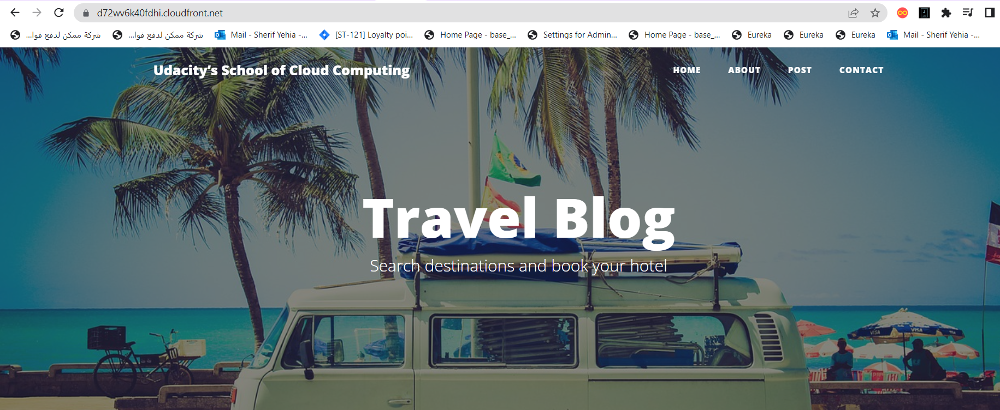 d72wv6k40fdhi.cloudfront.net
شركة ممكن لدفع فوا...
شركة ممكن لدفع فوا...
Mail - Sherif Yehia -...
[ST-121] Loyalty poi...
Home Page - base_...
Settings for Admin...
Home Page - base_...
Eureka
Eureka
Eureka
Mail - Sherif Yehia -...
Udacity’s School of Cloud Computing
HOME
ABOUT
POST
CONTACT
Travel Blog
Search destinations and book your hotel
VISA
VISA